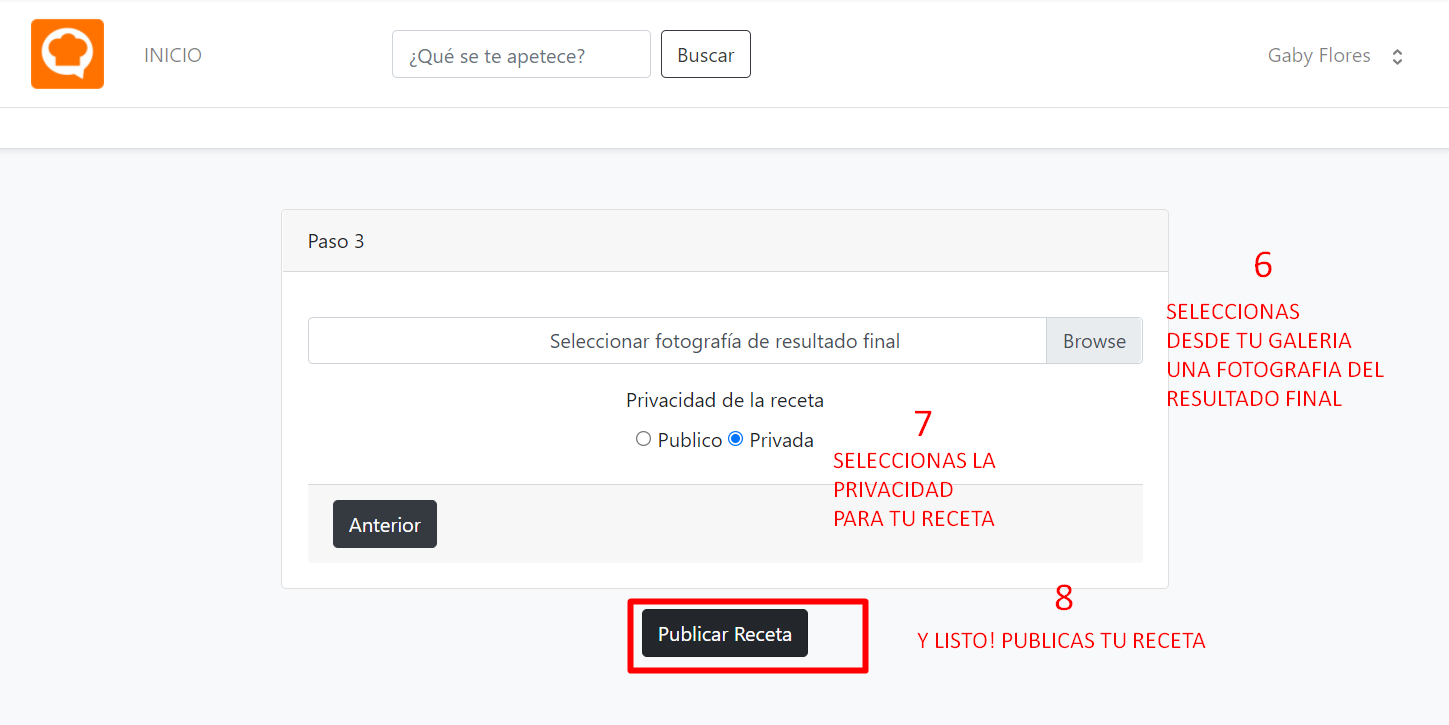 INICIO
¿Qué se te apetece?
Buscar
Gaby Flores
Paso 3
Seleccionar fotografía de resultado final
Browse
6
SELECCIONAS
DESDE TU GALERIA
UNA FOTOGRAFIA DEL
RESULTADO FINAL
Privacidad de la receta
Publico
Privada
7
SELECCIONAS LA
PRIVACIDAD
PARA TU RECETA
Anterior
8
Y LISTO! PUBLICAS TU RECETA
Publicar Receta